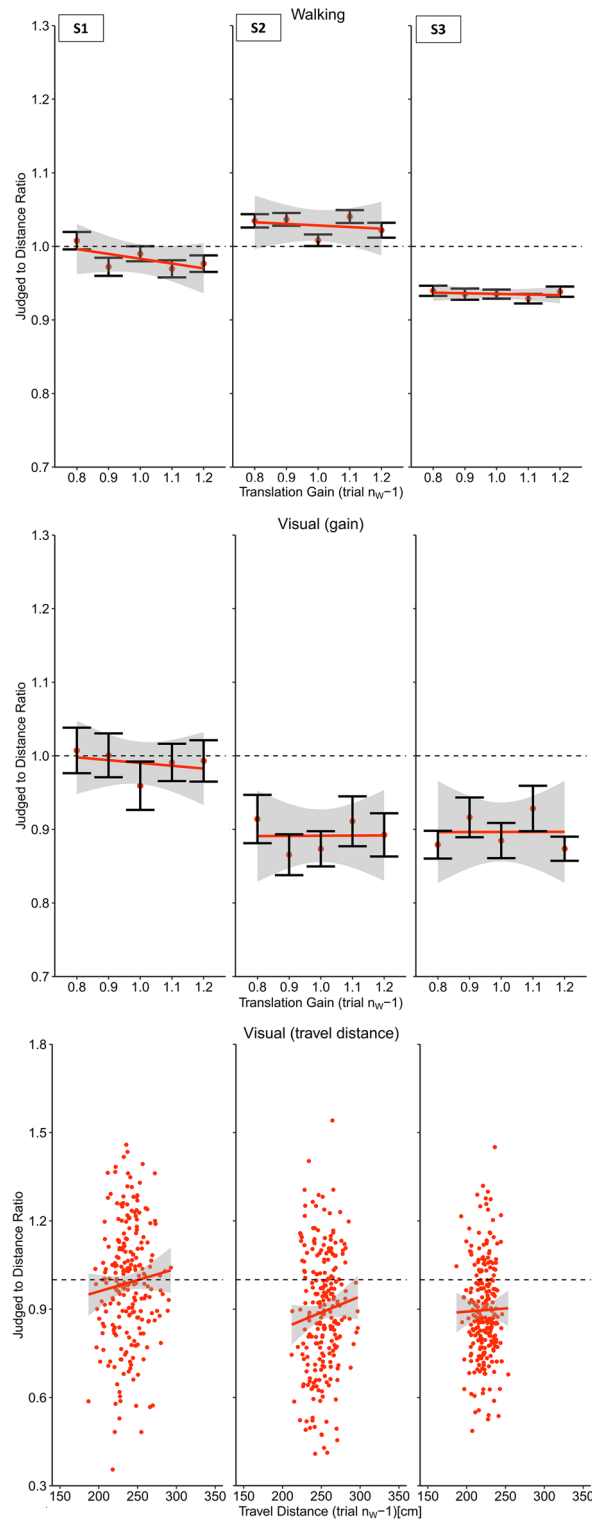 Walking
S1 S2 S3
1.3
1.2
1.1
1.0
0.9
0.8
0.7
Judged to Distance Ratio
0.8 0.9 1.0 1.1 1.2 0.8 0.9 1.0 1.1 1.2 0.8 0.9 1.0 1.1 1.2
Translation Gain (trial nW−1)
Visual (gain)
1.3
1.2
1.1
1.0
0.9
0.8
0.7
Judged to Distance Ratio
0.8 0.9 1.0 1.1 1.2 0.8 0.9 1.0 1.1 1.2 0.8 0.9 1.0 1.1 1.2
Translation Gain (trial nW−1)
Visual (travel distance)
1.8
1.5
1.2
0.9
0.6
0.3
Judged to Distance Ratio
150 200 250 300 350 150 200 250 300 350 150 200 250 300 350
Travel Distance (trial nW−1)[cm]